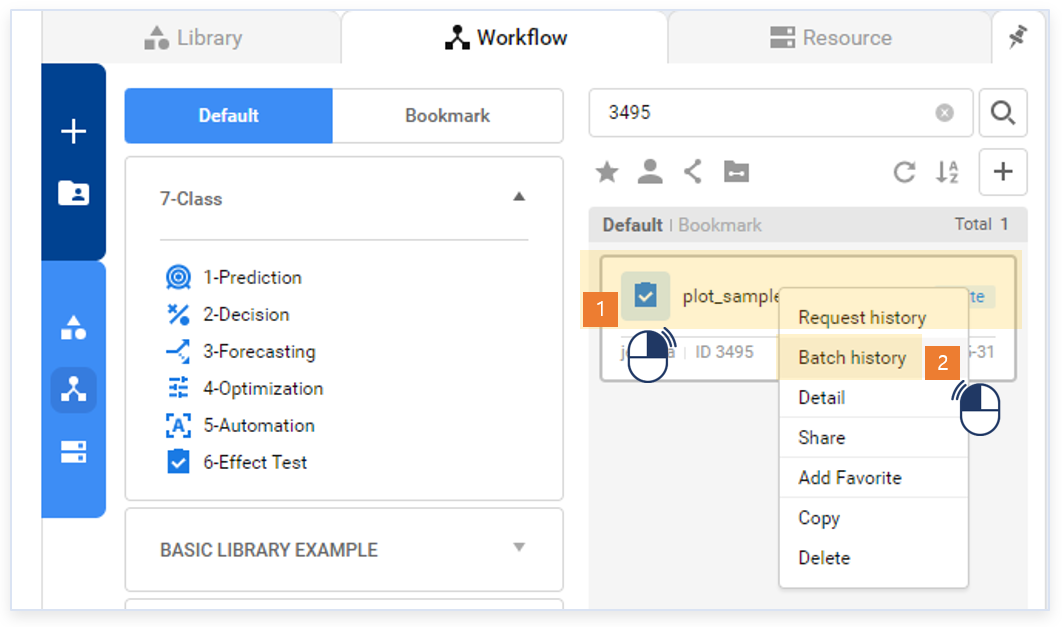 Library
Workflow
Resource
Default
Bookmark
3495
7-Class
1-Prediction
2-Decision
3-Forecasting
4-Optimization
5-Automation
6-Effect Test
BASIC LIBRARY EXAMPLE
Default | Bookmark
Total 1
1
plot_sample
te
ID 3495
5-31
Request history
Batch history
2
Detail
Share
Add Favorite
Copy
Delete